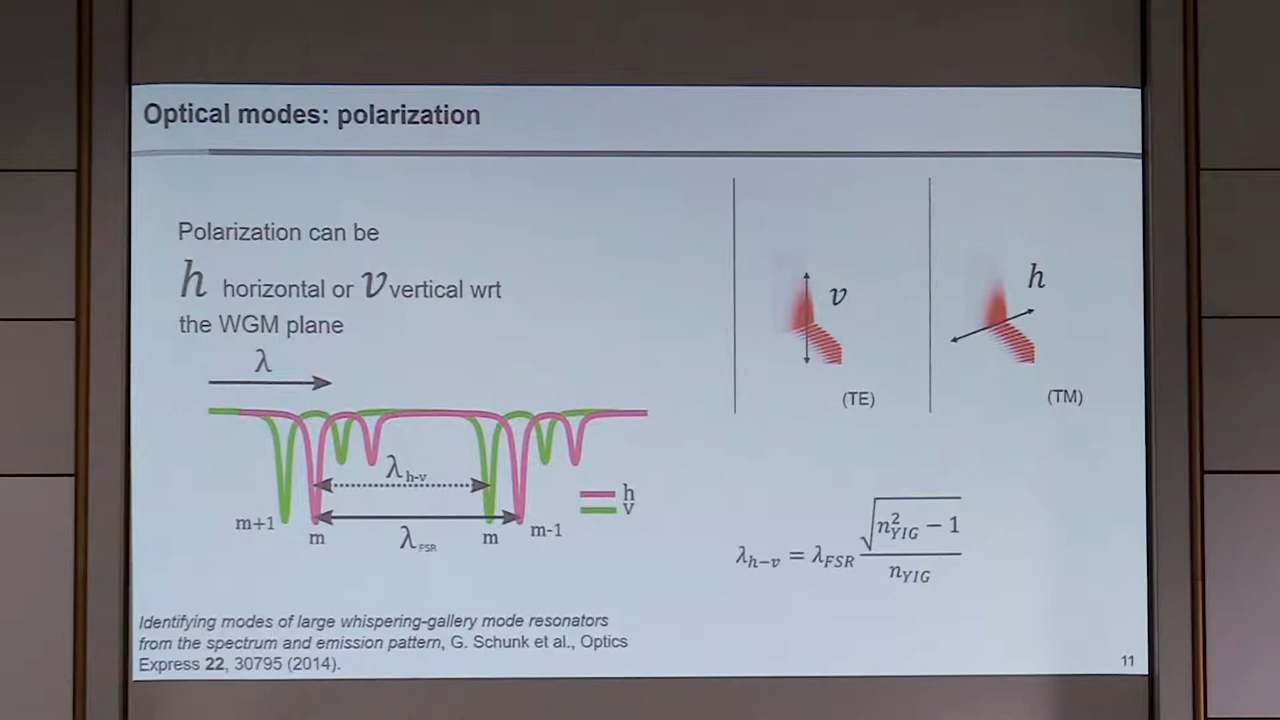 Optical modes: polarization
Polarization can be
h horizontal or v vertical wrt
the WGM plane
λ
λh-v
m+1
m
λFSR
m
m-1
h
v
v
(TE)
h
(TM)
λh−v = λFSR √(n²YIG − 1) / nYIG
Identifying modes of large whispering-gallery mode resonators
from the spectrum and emission pattern, G. Schunk et al., Optics
Express 22, 30795 (2014).
11